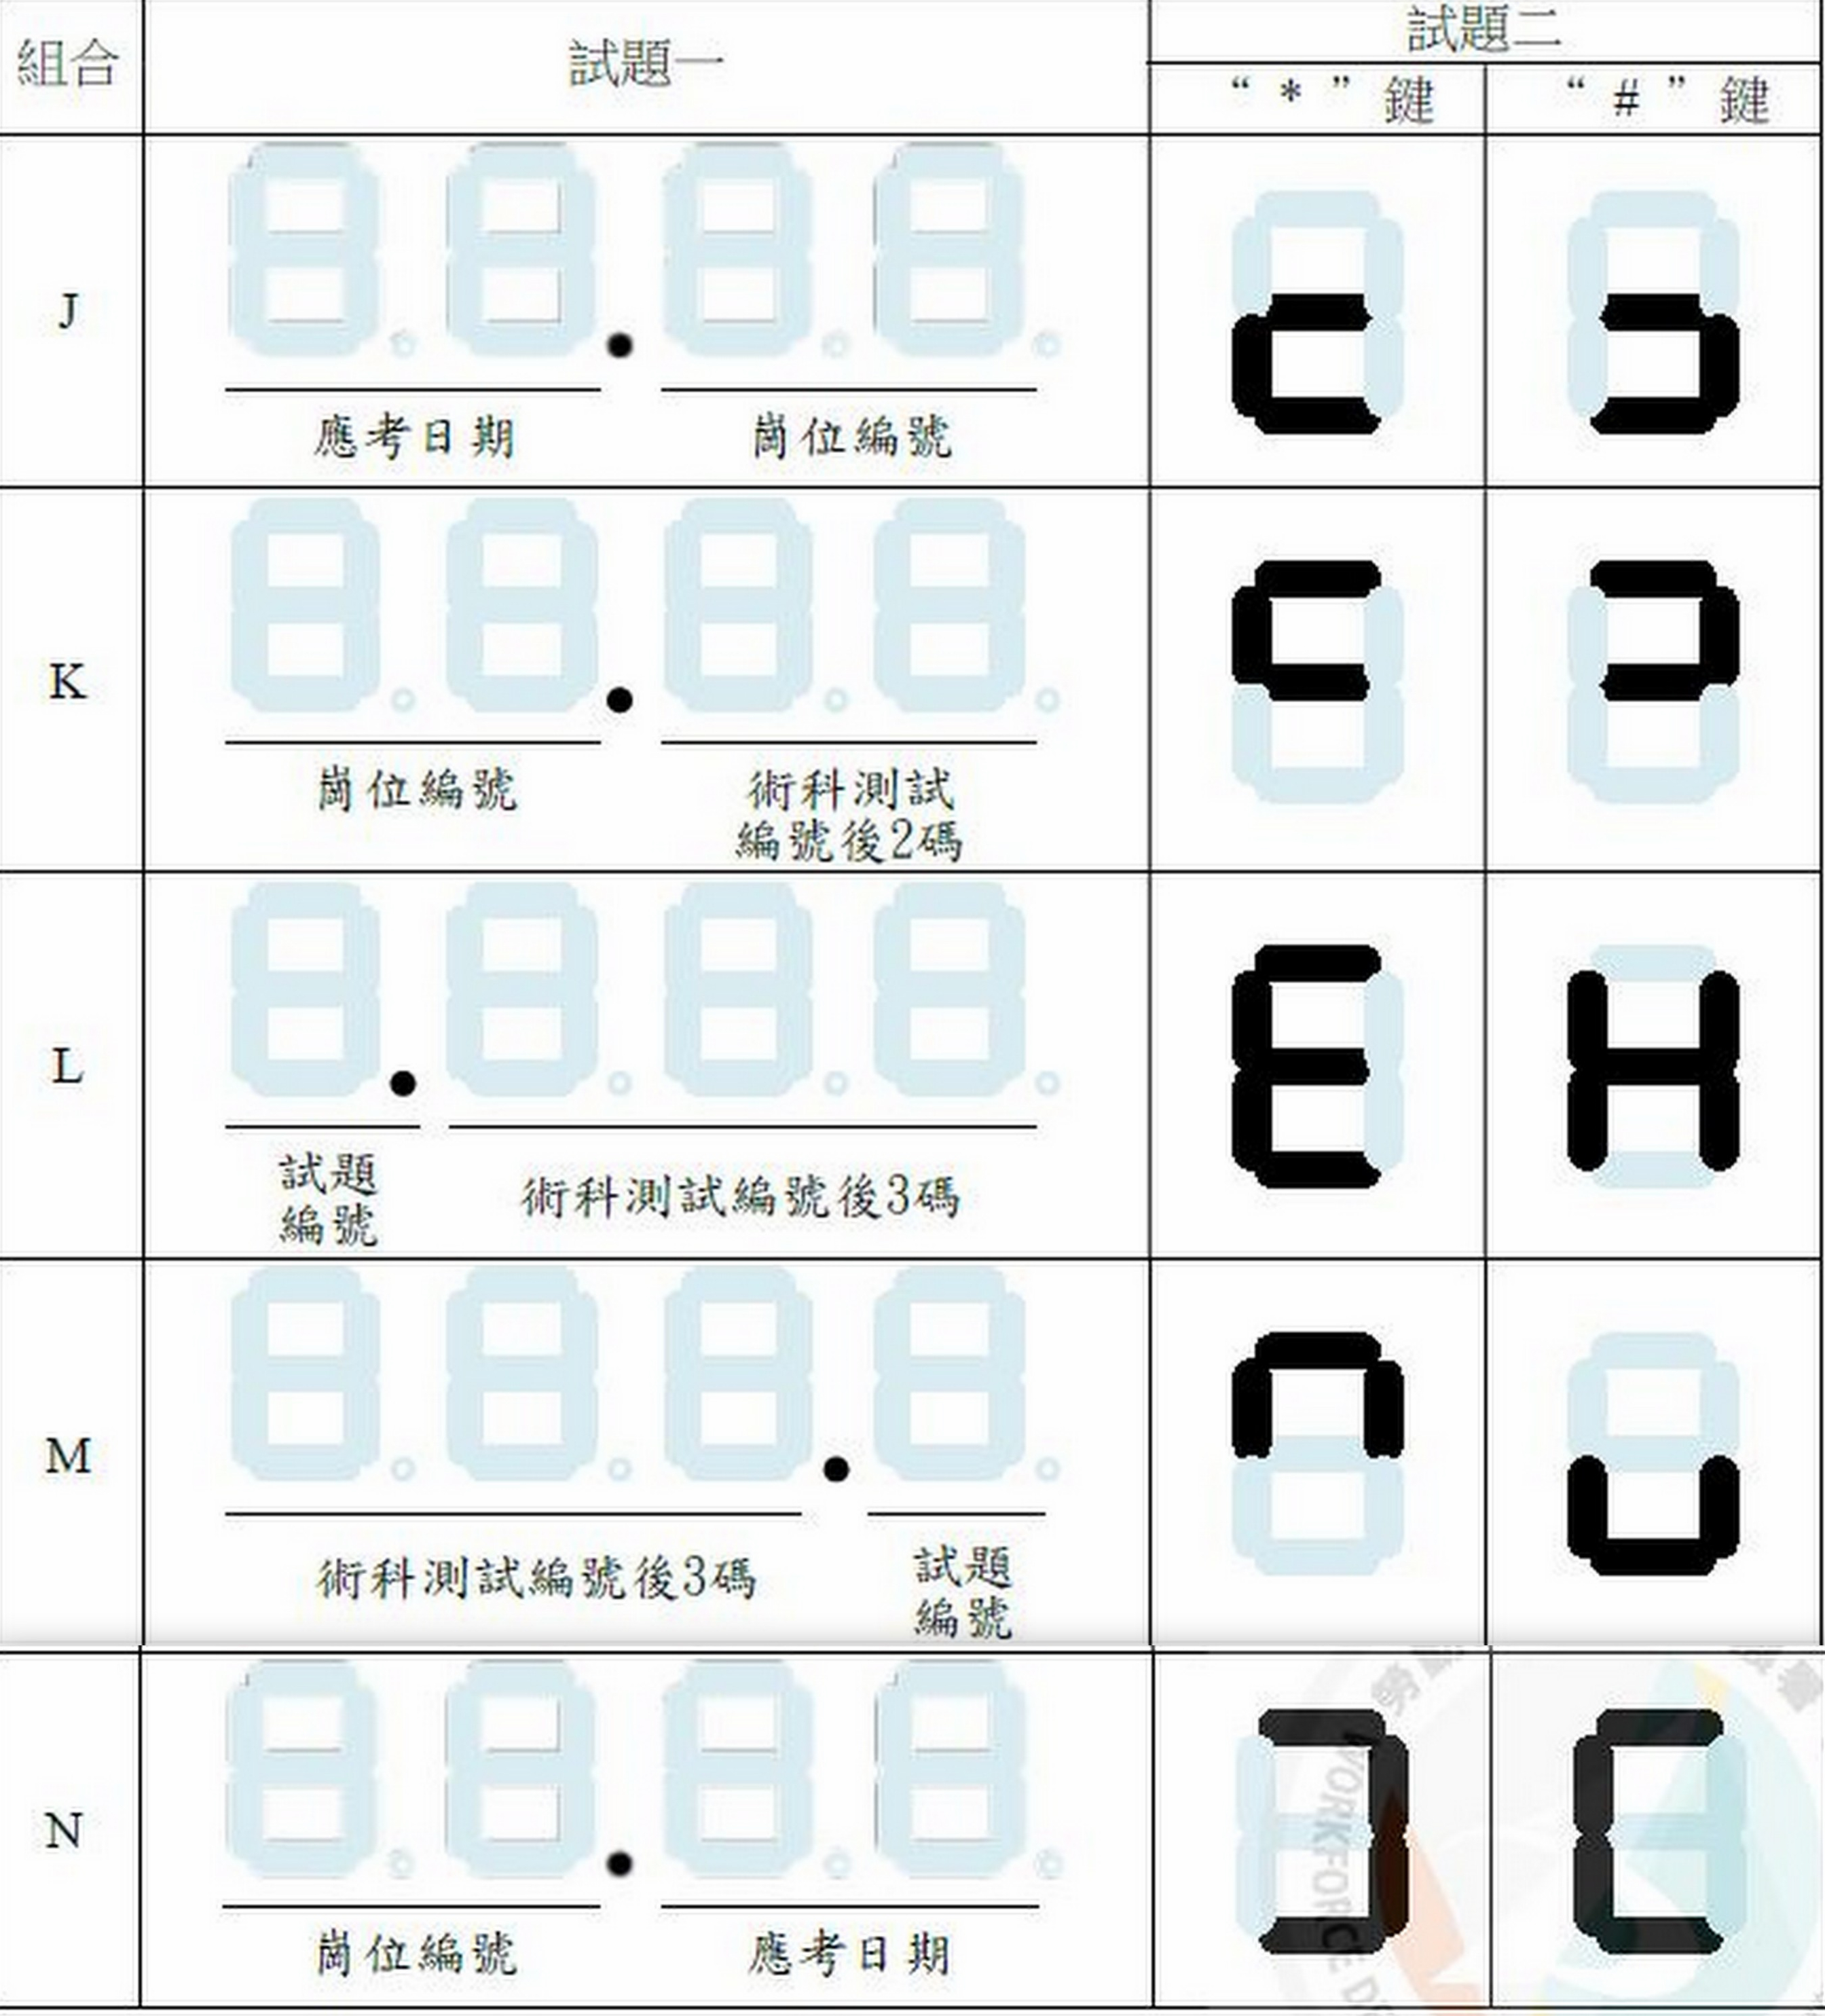 組合
試題一
試題二
“ * ” 鍵
“ # ” 鍵
J
應考日期
崗位編號
K
崗位編號
術科測試
編號後2碼
L
試題
編號
術科測試編號後3碼
M
術科測試編號後3碼
試題
編號
N
崗位編號
應考日期
WORKFORCE D